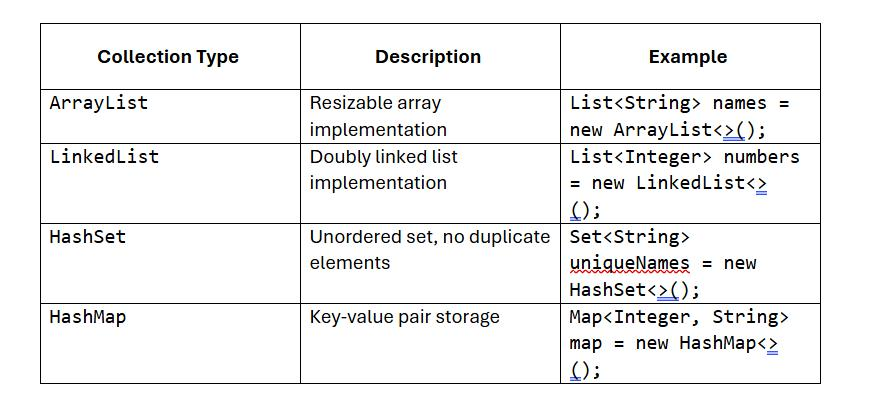 Collection Type Description Example
ArrayList Resizable array List<String> names =
implementation new ArrayList<>();
LinkedList Doubly linked list List<Integer> numbers
implementation = new LinkedList<>
();
HashSet Unordered set, no duplicate Set<String>
elements uniqueNames = new
HashSet<>();
HashMap Key-value pair storage Map<Integer, String>
map = new HashMap<>
();